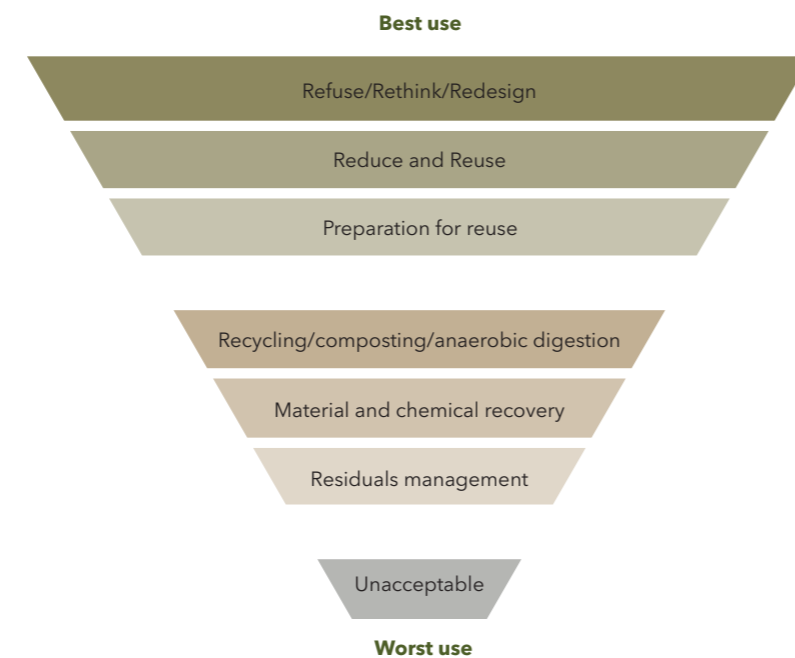 Best use
Refuse/Rethink/Redesign
Reduce and Reuse
Preparation for reuse
Recycling/composting/anaerobic digestion
Material and chemical recovery
Residuals management
Unacceptable
Worst use